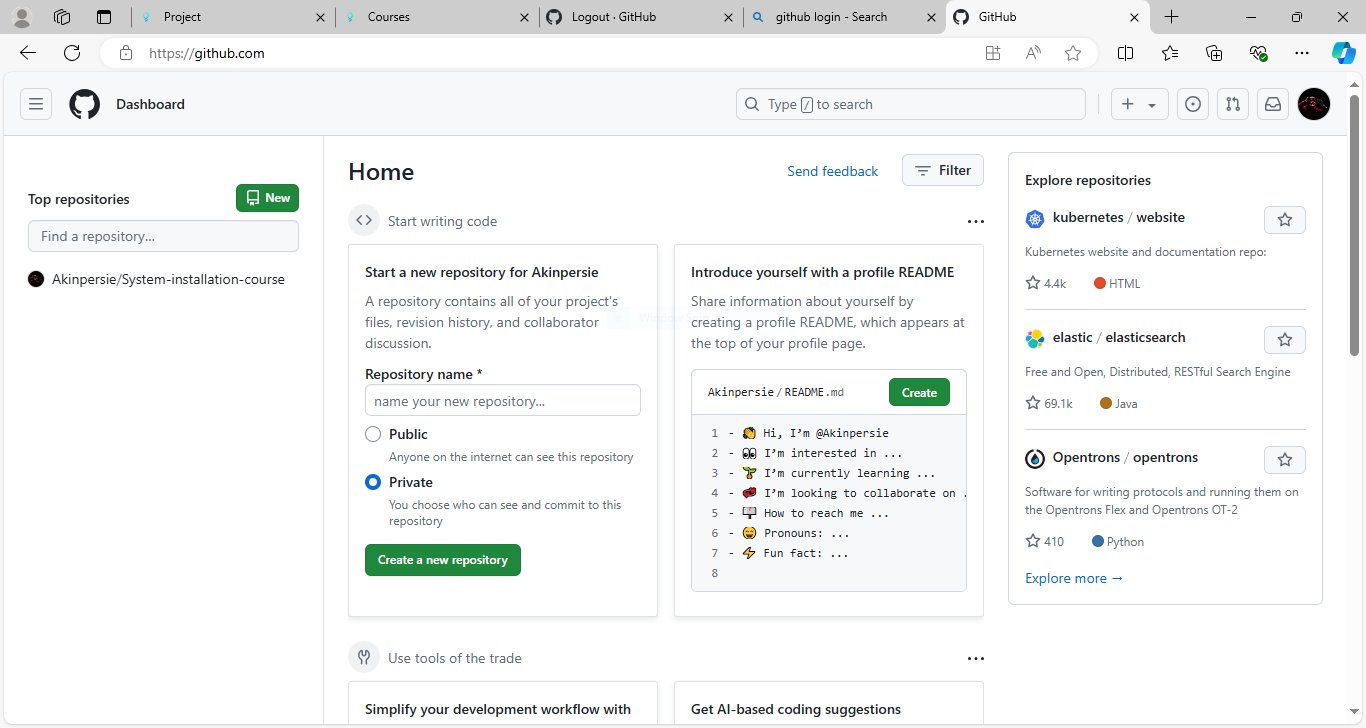 Project
Courses
Logout · GitHub
github login - Search
GitHub
https://github.com
Dashboard
Type / to search
Top repositories
New
Find a repository...
Akinpersie/System-installation-course
Home
Send feedback
Filter
Start writing code
Start a new repository for Akinpersie
A repository contains all of your project's
files, revision history, and collaborator
discussion.
Repository name *
name your new repository...
Public
Anyone on the internet can see this repository
Private
You choose who can see and commit to this
repository
Create a new repository
Introduce yourself with a profile README
Share information about yourself by
creating a profile README, which appears at
the top of your profile page.
Akinpersie / README.md
Create
1 - 👋 Hi, I’m @Akinpersie
2 - 👀 I’m interested in ...
3 - 🌱 I’m currently learning ...
4 - 💞️ I’m looking to collaborate on .
5 - 📫 How to reach me ...
6 - 😄 Pronouns: ...
7 - ⚡ Fun fact: ...
8
Use tools of the trade
Simplify your development workflow with
Get AI-based coding suggestions
Explore repositories
kubernetes / website
Kubernetes website and documentation repo:
4.4k
HTML
elastic / elasticsearch
Free and Open, Distributed, RESTful Search Engine
69.1k
Java
Opentrons / opentrons
Software for writing protocols and running them on
the Opentrons Flex and Opentrons OT-2
410
Python
Explore more →